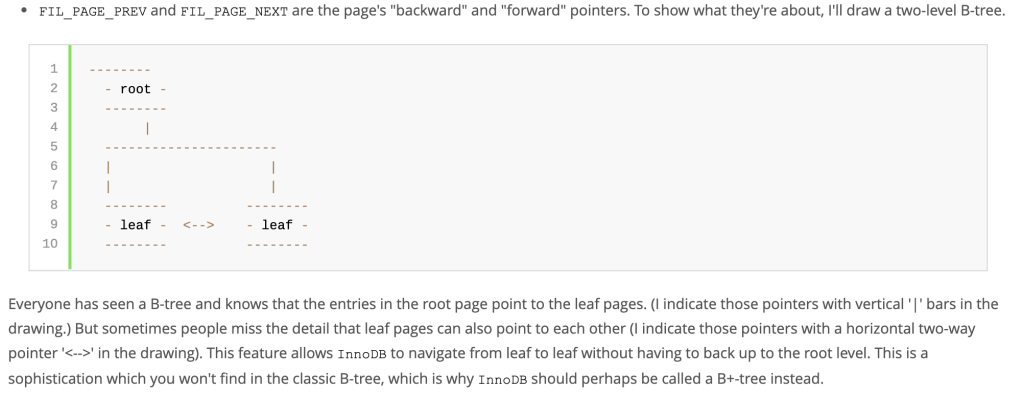 • FIL_PAGE_PREV and FIL_PAGE_NEXT are the page's "backward" and "forward" pointers. To show what they're about, I'll draw a two-level B-tree.
1 --------
2   - root -
3   --------
4        |
5   ----------------------
6   |                    |
7   |                    |
8   --------          --------
9   - leaf -  <-->    - leaf -
10   --------          --------
Everyone has seen a B-tree and knows that the entries in the root page point to the leaf pages. (I indicate those pointers with vertical '|' bars in the
drawing.) But sometimes people miss the detail that leaf pages can also point to each other (I indicate those pointers with a horizontal two-way
pointer '<-->' in the drawing). This feature allows InnoDB to navigate from leaf to leaf without having to back up to the root level. This is a
sophistication which you won't find in the classic B-tree, which is why InnoDB should perhaps be called a B+-tree instead.